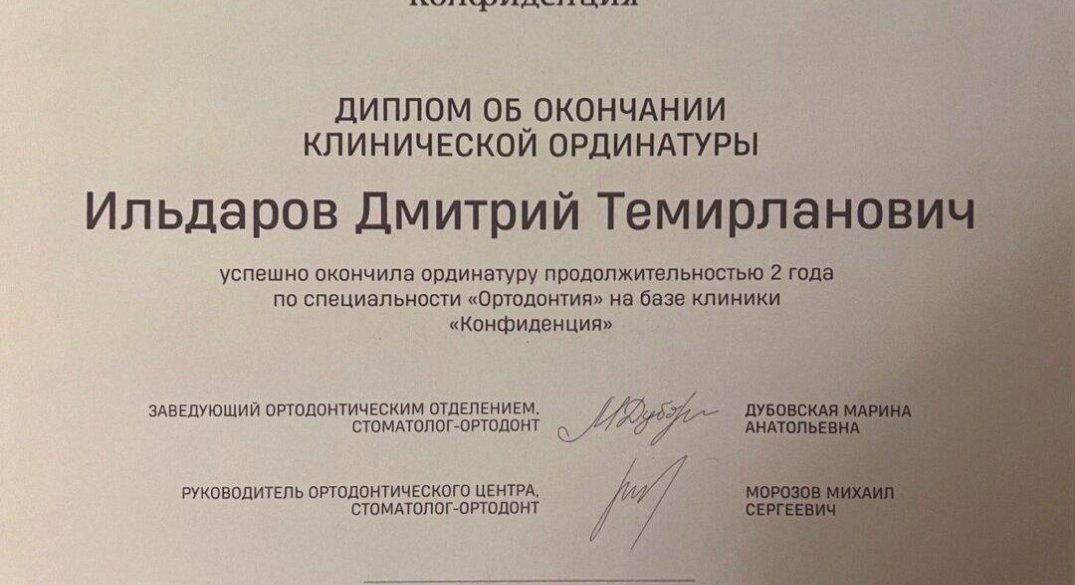 конфиденция
ДИПЛОМ ОБ ОКОНЧАНИИ
КЛИНИЧЕСКОЙ ОРДИНАТУРЫ
Ильдаров Дмитрий Темирланович
успешно окончила ординатуру продолжительностью 2 года
по специальности «Ортодонтия» на базе клиники
«Конфиденция»
ЗАВЕДУЮЩИЙ ОРТОДОНТИЧЕСКИМ ОТДЕЛЕНИЕМ,
СТОМАТОЛОГ-ОРТОДОНТ
ДУБОВСКАЯ МАРИНА
АНАТОЛЬЕВНА
РУКОВОДИТЕЛЬ ОРТОДОНТИЧЕСКОГО ЦЕНТРА,
СТОМАТОЛОГ-ОРТОДОНТ
МОРОЗОВ МИХАИЛ
СЕРГЕЕВИЧ